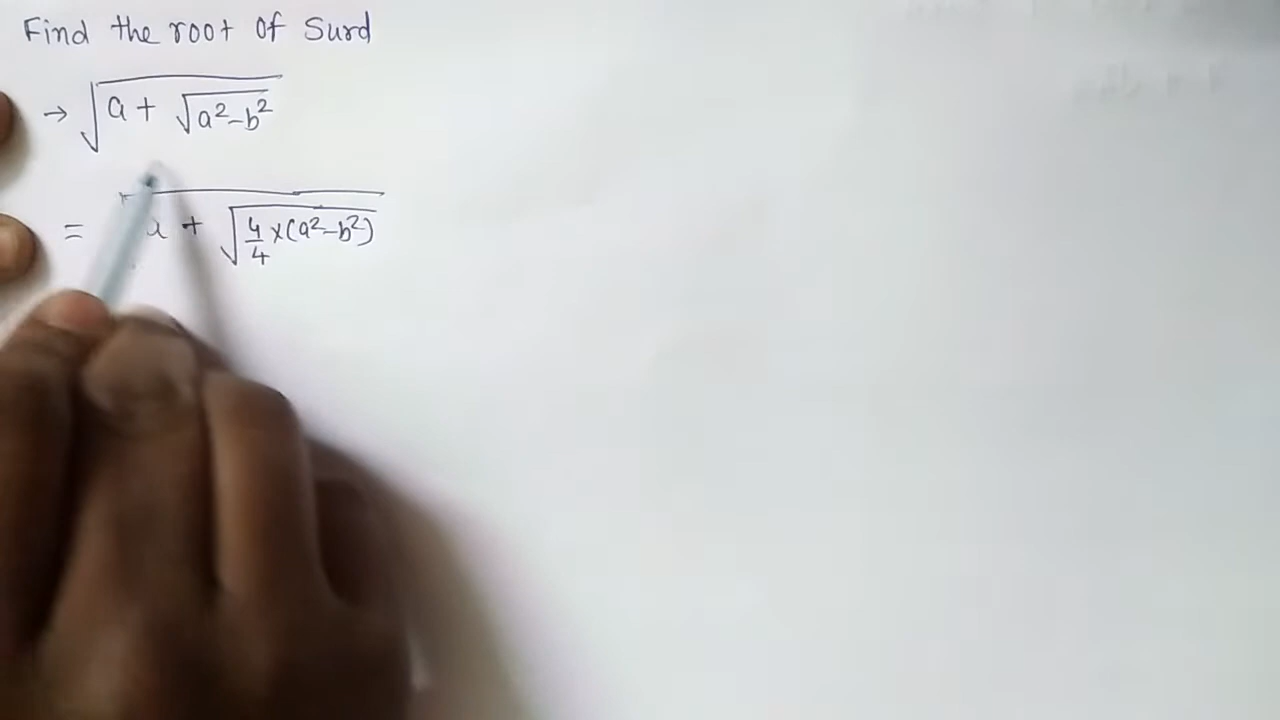 Find the root of Surd
→ √(a + √(a²-b²))
= √(a + √(4/4 ×(a²-b²)))